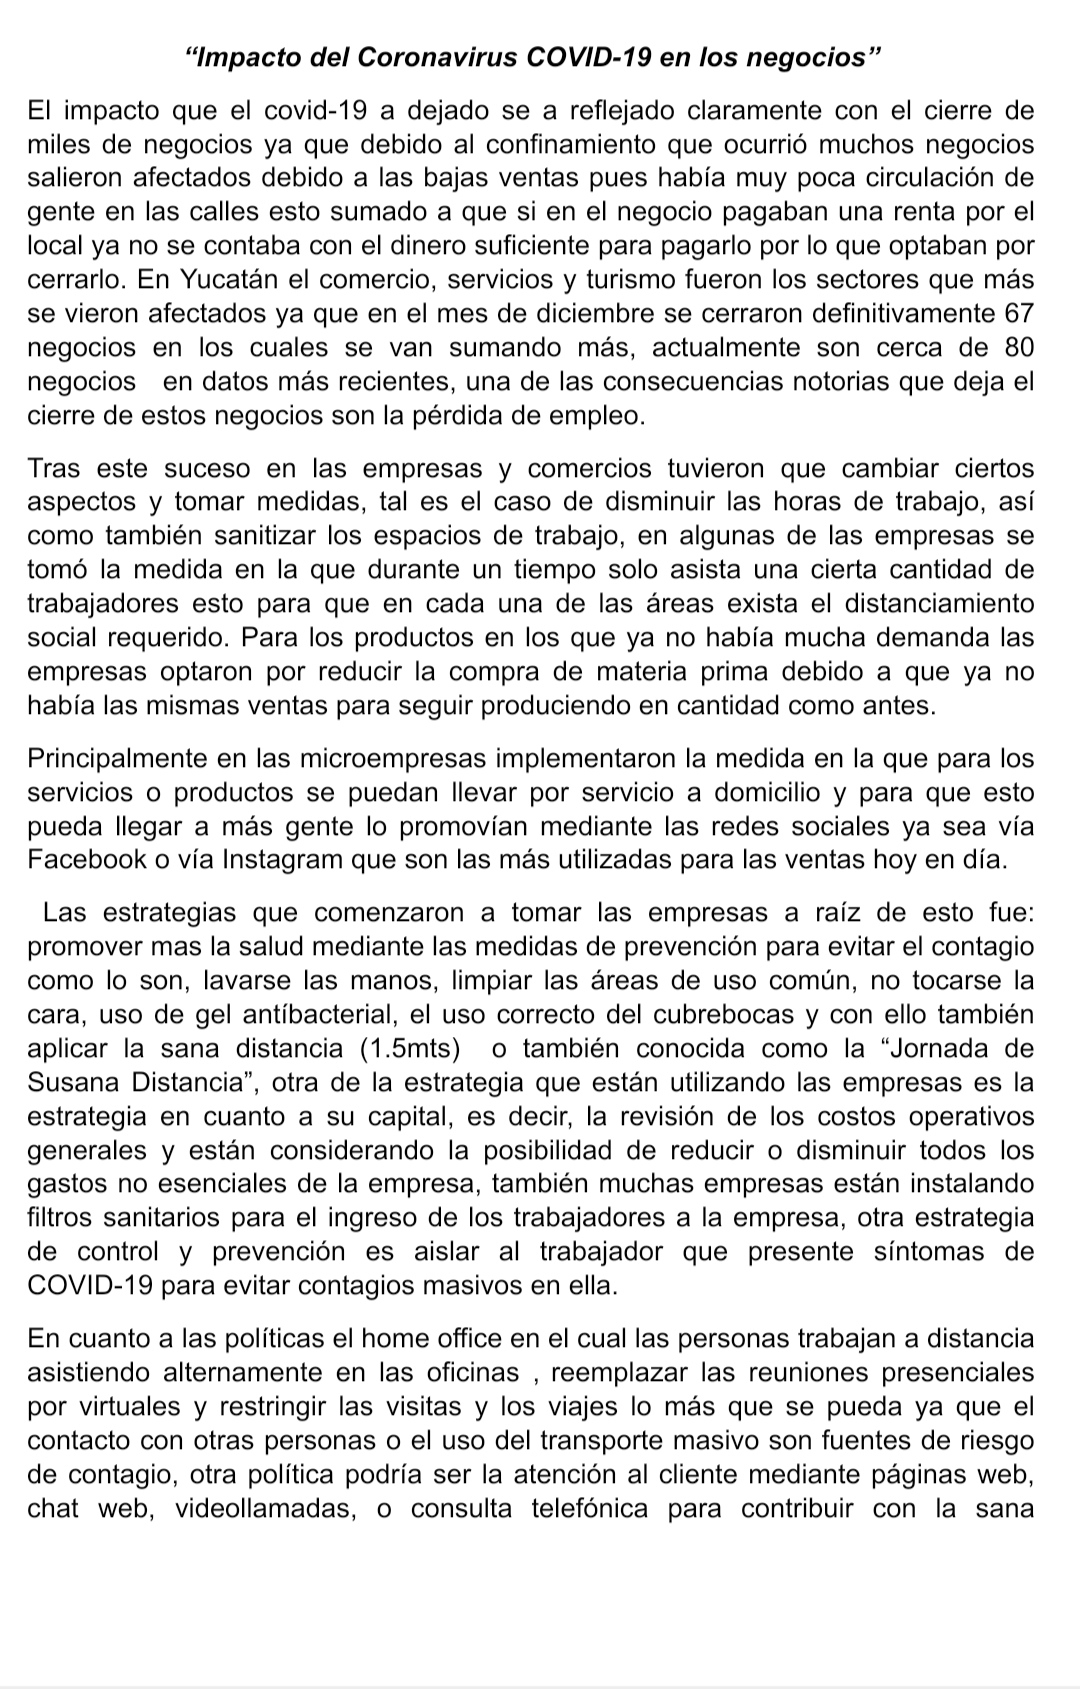 “Impacto del Coronavirus COVID-19 en los negocios”
El impacto que el covid-19 a dejado se a reflejado claramente con el cierre de
miles de negocios ya que debido al confinamiento que ocurrió muchos negocios
salieron afectados debido a las bajas ventas pues había muy poca circulación de
gente en las calles esto sumado a que si en el negocio pagaban una renta por el
local ya no se contaba con el dinero suficiente para pagarlo por lo que optaban por
cerrarlo. En Yucatán el comercio, servicios y turismo fueron los sectores que más
se vieron afectados ya que en el mes de diciembre se cerraron definitivamente 67
negocios en los cuales se van sumando más, actualmente son cerca de 80
negocios  en datos más recientes, una de las consecuencias notorias que deja el
cierre de estos negocios son la pérdida de empleo.
Tras este suceso en las empresas y comercios tuvieron que cambiar ciertos
aspectos y tomar medidas, tal es el caso de disminuir las horas de trabajo, así
como también sanitizar los espacios de trabajo, en algunas de las empresas se
tomó la medida en la que durante un tiempo solo asista una cierta cantidad de
trabajadores esto para que en cada una de las áreas exista el distanciamiento
social requerido. Para los productos en los que ya no había mucha demanda las
empresas optaron por reducir la compra de materia prima debido a que ya no
había las mismas ventas para seguir produciendo en cantidad como antes.
Principalmente en las microempresas implementaron la medida en la que para los
servicios o productos se puedan llevar por servicio a domicilio y para que esto
pueda llegar a más gente lo promovían mediante las redes sociales ya sea vía
Facebook o vía Instagram que son las más utilizadas para las ventas hoy en día.
Las estrategias que comenzaron a tomar las empresas a raíz de esto fue:
promover mas la salud mediante las medidas de prevención para evitar el contagio
como lo son, lavarse las manos, limpiar las áreas de uso común, no tocarse la
cara, uso de gel antíbacterial, el uso correcto del cubrebocas y con ello también
aplicar la sana distancia (1.5mts)  o también conocida como la “Jornada de
Susana Distancia”, otra de la estrategia que están utilizando las empresas es la
estrategia en cuanto a su capital, es decir, la revisión de los costos operativos
generales y están considerando la posibilidad de reducir o disminuir todos los
gastos no esenciales de la empresa, también muchas empresas están instalando
filtros sanitarios para el ingreso de los trabajadores a la empresa, otra estrategia
de control y prevención es aislar al trabajador que presente síntomas de
COVID-19 para evitar contagios masivos en ella.
En cuanto a las políticas el home office en el cual las personas trabajan a distancia
asistiendo alternamente en las oficinas , reemplazar las reuniones presenciales
por virtuales y restringir las visitas y los viajes lo más que se pueda ya que el
contacto con otras personas o el uso del transporte masivo son fuentes de riesgo
de contagio, otra política podría ser la atención al cliente mediante páginas web,
chat web, videollamadas, o consulta telefónica para contribuir con la sana